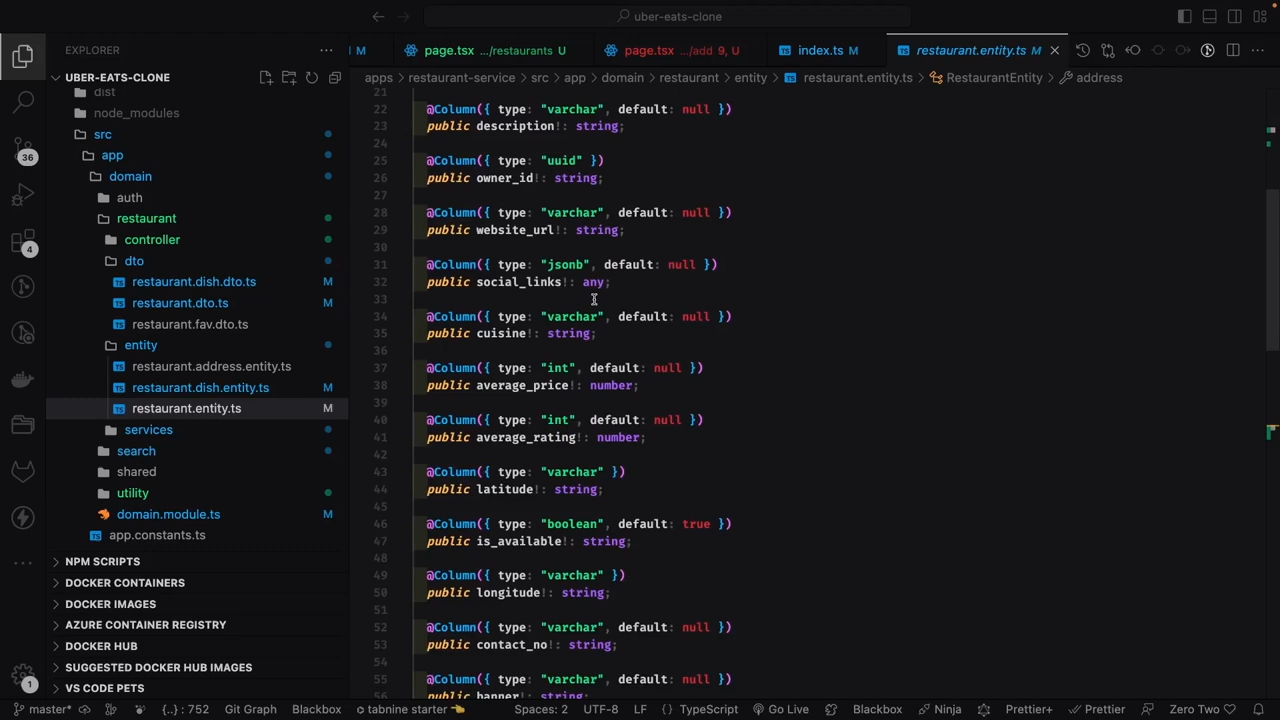 uber-eats-clone
EXPLORER
M
page.tsx .../restaurants U
page.tsx .../add 9, U
index.ts M
restaurant.entity.ts M
UBER-EATS-CLONE
apps > restaurant-service > src > app > domain > restaurant > entity > restaurant.entity.ts > RestaurantEntity > address
dist
node_modules
src
app
domain
auth
restaurant
controller
dto
restaurant.dish.dto.ts M
restaurant.dto.ts M
restaurant.fav.dto.ts
entity
restaurant.address.entity.ts
restaurant.dish.entity.ts M
restaurant.entity.ts M
services
search
shared
utility
domain.module.ts M
app.constants.ts
NPM SCRIPTS
DOCKER CONTAINERS
DOCKER IMAGES
AZURE CONTAINER REGISTRY
DOCKER HUB
SUGGESTED DOCKER HUB IMAGES
VS CODE PETS
36
4
1
21
22 @Column({ type: "varchar", default: null })
23 public description!: string;
24
25 @Column({ type: "uuid" })
26 public owner_id!: string;
27
28 @Column({ type: "varchar", default: null })
29 public website_url!: string;
30
31 @Column({ type: "jsonb", default: null })
32 public social_links!: any;
33
34 @Column({ type: "varchar", default: null })
35 public cuisine!: string;
36
37 @Column({ type: "int", default: null })
38 public average_price!: number;
39
40 @Column({ type: "int", default: null })
41 public average_rating!: number;
42
43 @Column({ type: "varchar" })
44 public latitude!: string;
45
46 @Column({ type: "boolean", default: true })
47 public is_available!: string;
48
49 @Column({ type: "varchar" })
50 public longitude!: string;
51
52 @Column({ type: "varchar", default: null })
53 public contact_no!: string;
54
55 @Column({ type: "varchar", default: null })
56 public banner!: string;
master* {..} : 752 Git Graph Blackbox tabnine starter Spaces: 2 UTF-8 LF { } TypeScript Go Live Blackbox Ninja Prettier+ Prettier Zero Two